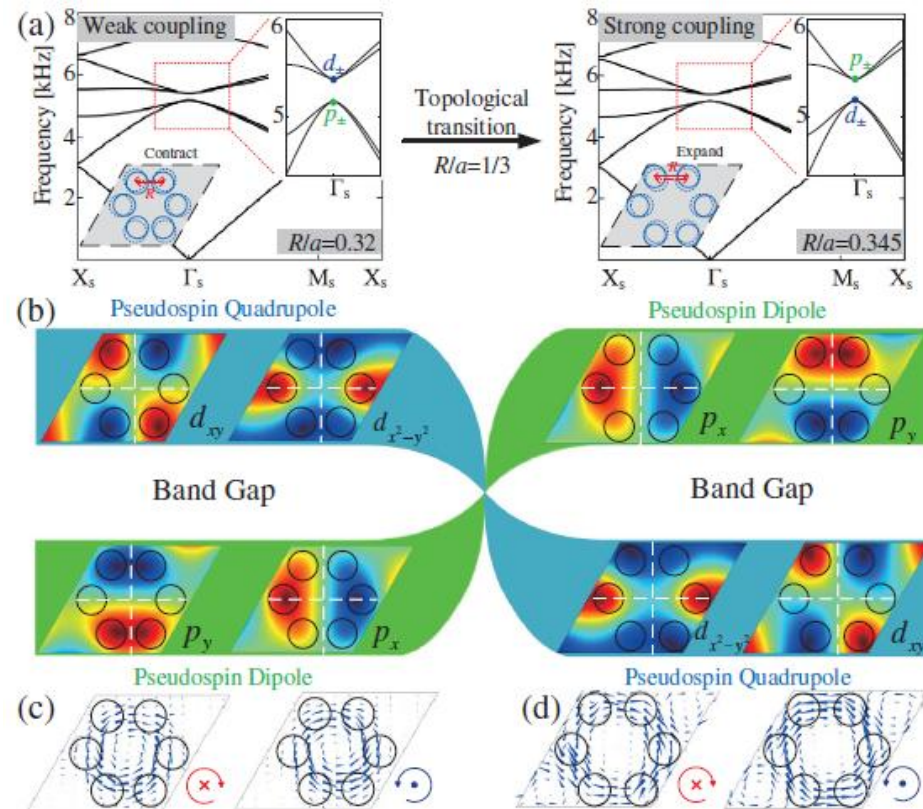 (a)
8
Weak coupling
6
4
2
Frequency [kHz]
d±
p±
6
5
Γs
Contract
R
R/a=0.32
Xs
Γs
Ms
Xs
Topological
transition
R/a=1/3
8
Strong coupling
6
4
2
Frequency [kHz]
p±
d±
6
5
Γs
Expand
R
R/a=0.345
Xs
Γs
Ms
Xs
(b)
Pseudospin Quadrupole
Pseudospin Dipole
dxy
dx²−y²
px
py
Band Gap
Band Gap
py
px
dx²−y²
dxy
Pseudospin Dipole
Pseudospin Quadrupole
(c)
(d)